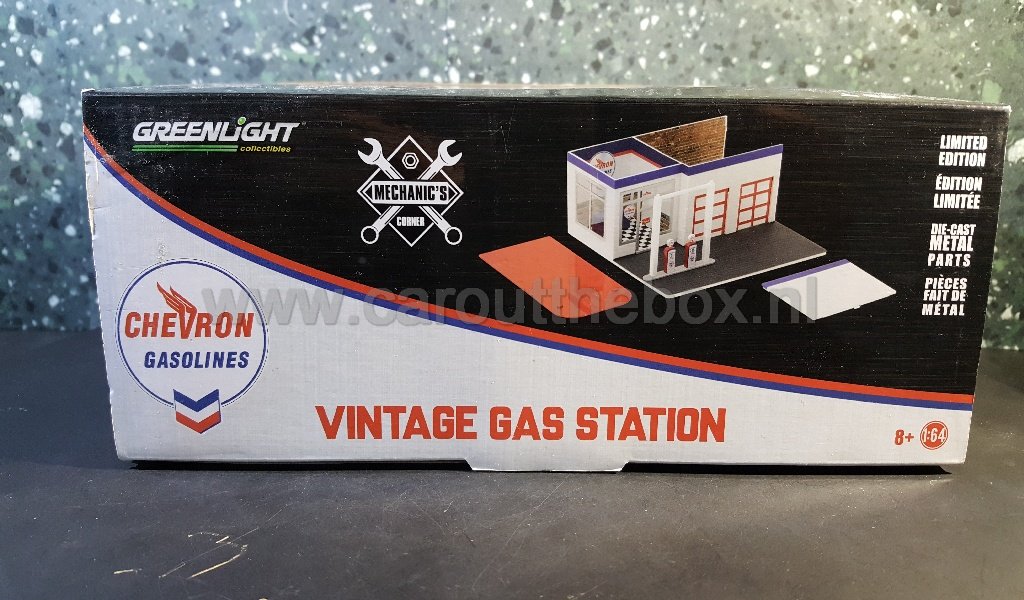 GREENLIGHT
collectibles
MECHANIC'S
CORNER
CHEVRON
LIMITED
EDITION
ÉDITION
LIMITÉE
DIE-CAST
METAL
PARTS
PIÈCES
FAIT DE
MÉTAL
www.caroutthebox.nl
CHEVRON
GASOLINES
VINTAGE GAS STATION
8+ 1:64